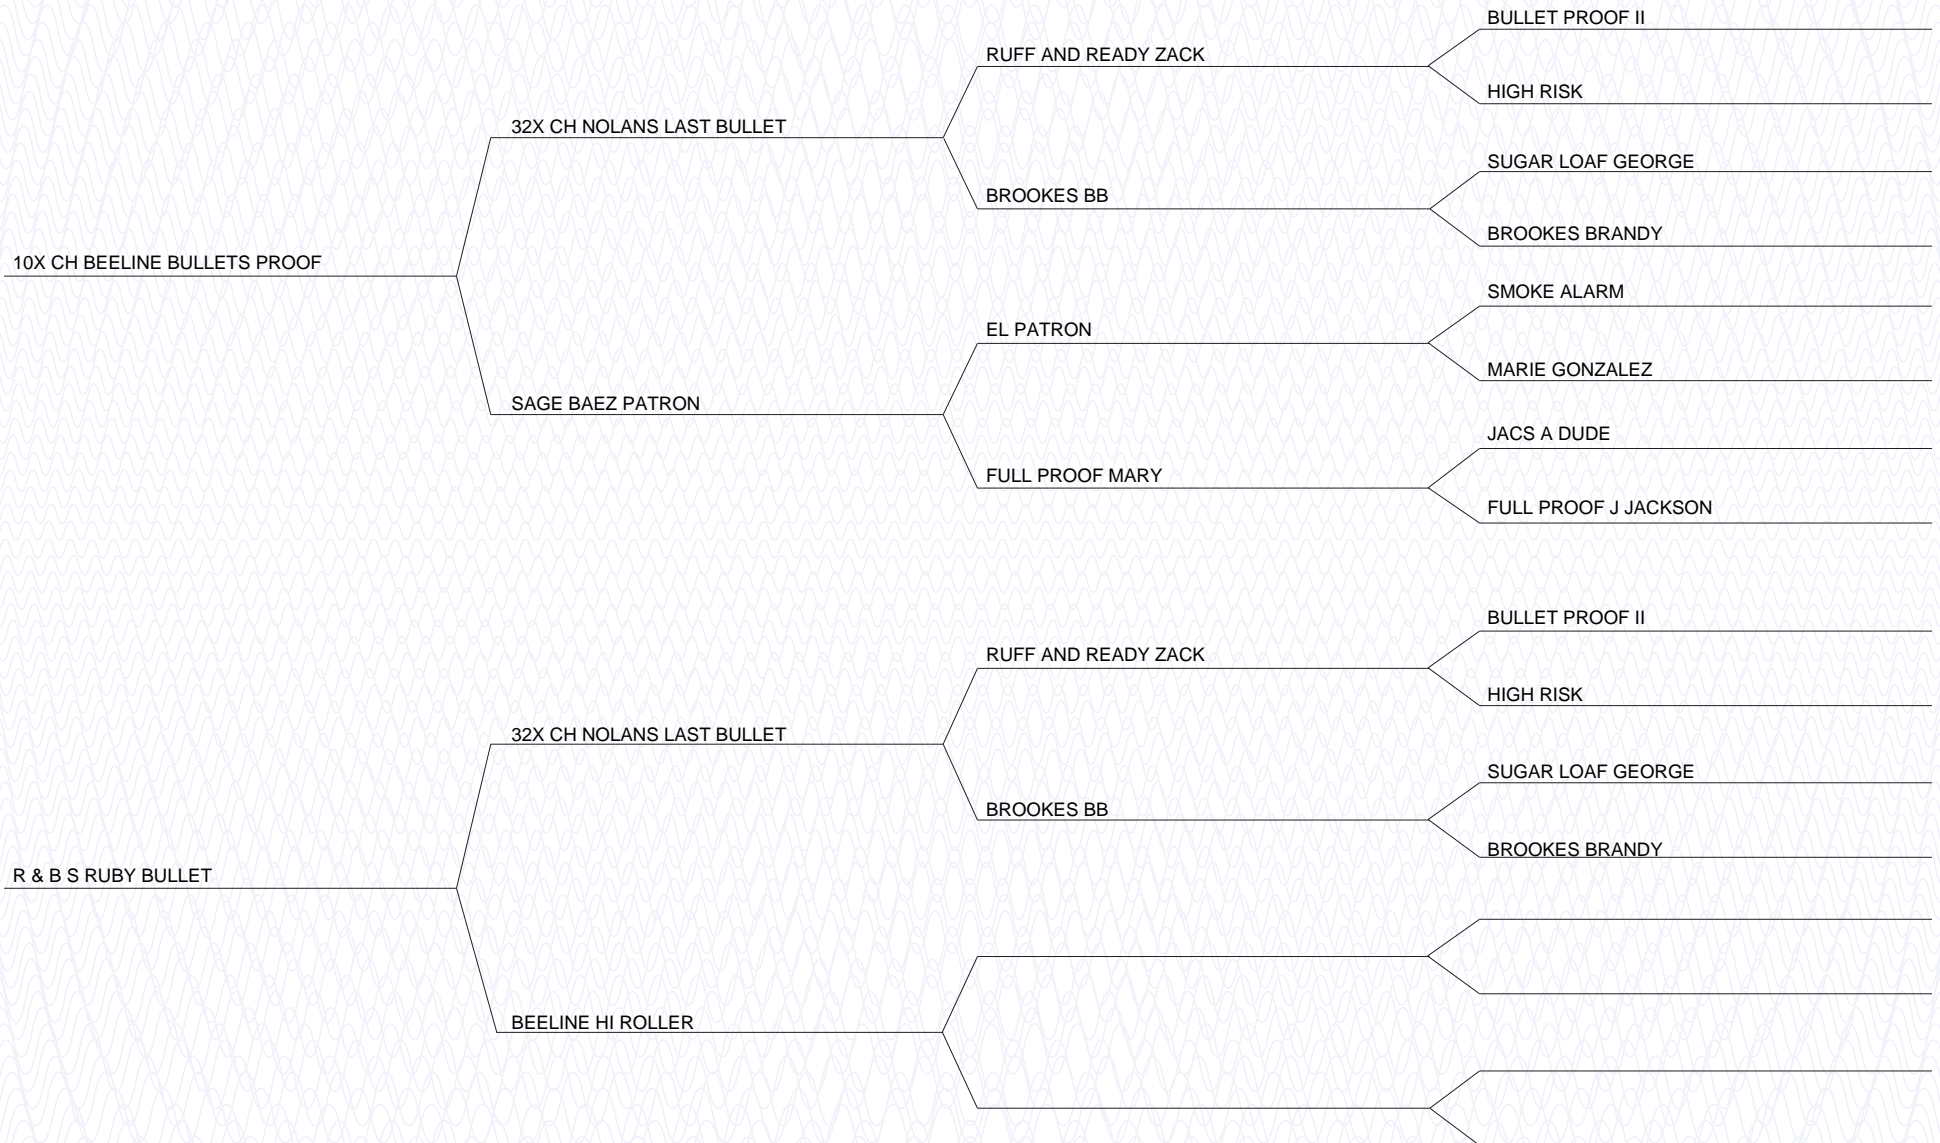 BULLET PROOF II
RUFF AND READY ZACK
HIGH RISK
32X CH NOLANS LAST BULLET
SUGAR LOAF GEORGE
BROOKES BB
BROOKES BRANDY
10X CH BEELINE BULLETS PROOF
SMOKE ALARM
EL PATRON
MARIE GONZALEZ
SAGE BAEZ PATRON
JACS A DUDE
FULL PROOF MARY
FULL PROOF J JACKSON
BULLET PROOF II
RUFF AND READY ZACK
HIGH RISK
32X CH NOLANS LAST BULLET
SUGAR LOAF GEORGE
BROOKES BB
BROOKES BRANDY
R & B S RUBY BULLET
BEELINE HI ROLLER